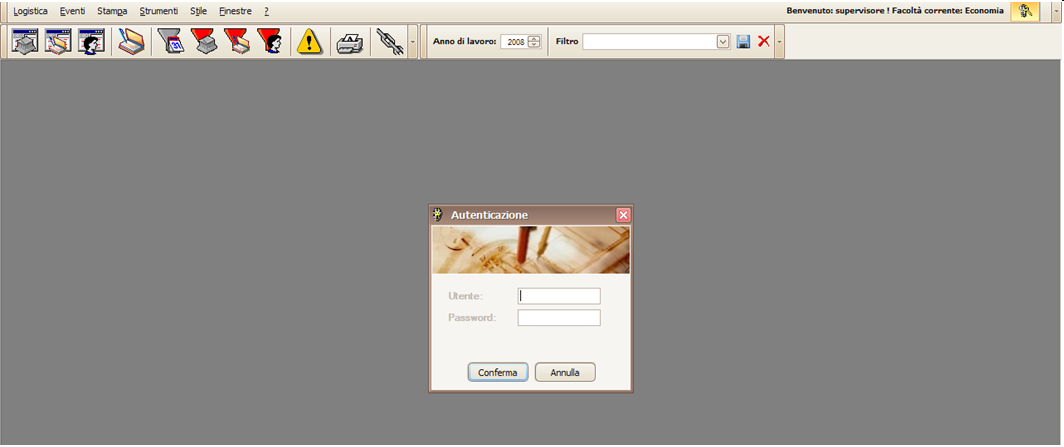 Logistica Eventi Stampa Strumenti Stile Finestre ? Benvenuto: supervisore ! Facoltà corrente: Economia
31 Anno di lavoro: 2008 Filtro
Autenticazione
Utente:
Password:
Conferma Annulla